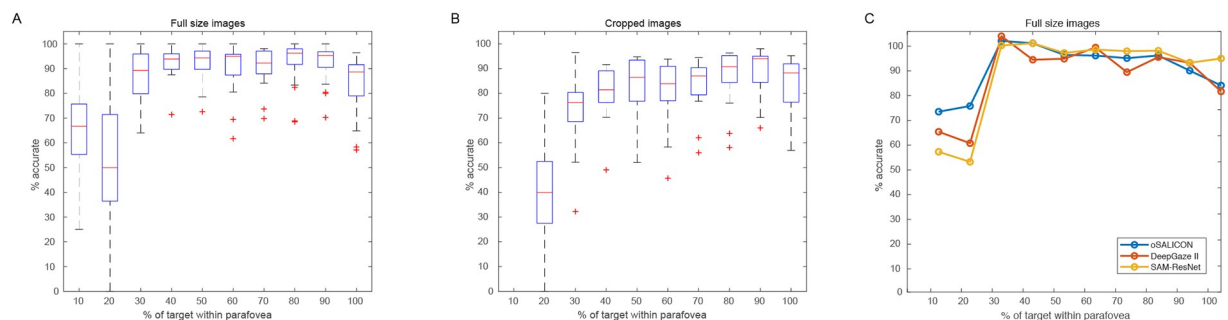 A
Full size images
100
90
80
70
60
50
40
30
20
10
0
% accurate
10 20 30 40 50 60 70 80 90 100
% of target within parafovea
B
Cropped images
100
90
80
70
60
50
40
30
20
10
0
% accurate
10 20 30 40 50 60 70 80 90 100
% of target within parafovea
C
Full size images
100
90
80
70
60
50
40
30
20
10
0
% accurate
oSALICON
DeepGaze II
SAM-ResNet
10 20 30 40 50 60 70 80 90 100
% of target within parafovea